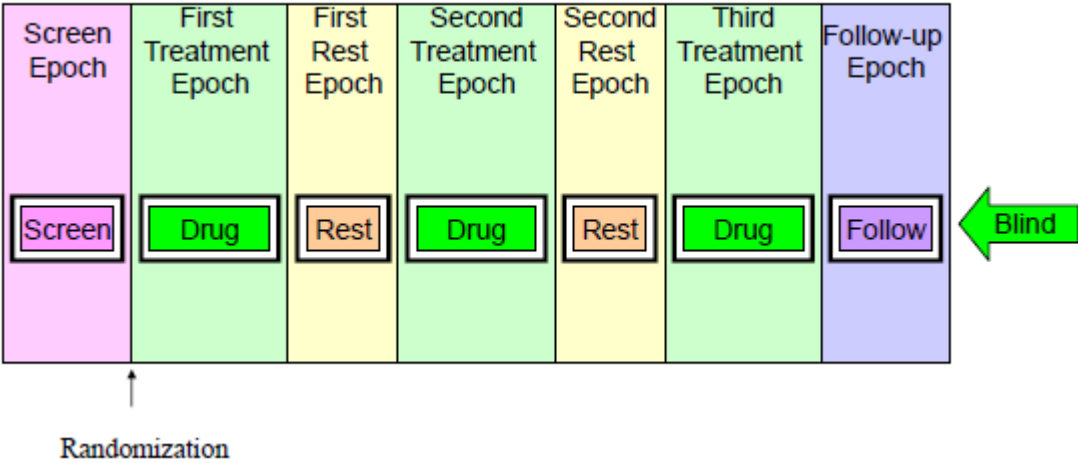 Screen
Epoch
First
Treatment
Epoch
First
Rest
Epoch
Second
Treatment
Epoch
Second
Rest
Epoch
Third
Treatment
Epoch
Follow-up
Epoch
Screen
Drug
Rest
Drug
Rest
Drug
Follow
Blind
Randomization